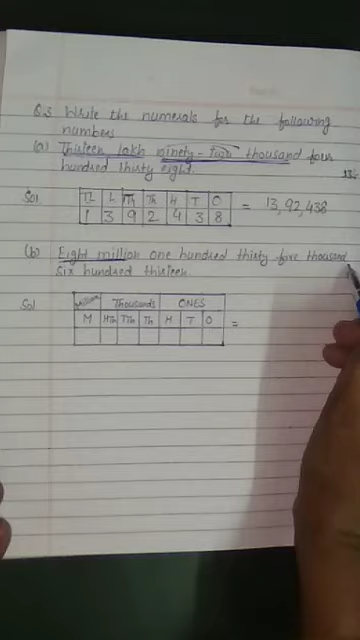 Q.3 Write the numerals for the following
numbers
(a) Thirteen lakh ninety-two thousand four
hundred thirty eight.
Sol
TL L TTh Th H T O
1 3 9 2 4 3 8 = 13,92,438
(b) Eight million one hundred thirty five thousand
six hundred thirteen
Sol
Million Thousands ONES
M HTh TTh Th H T O =